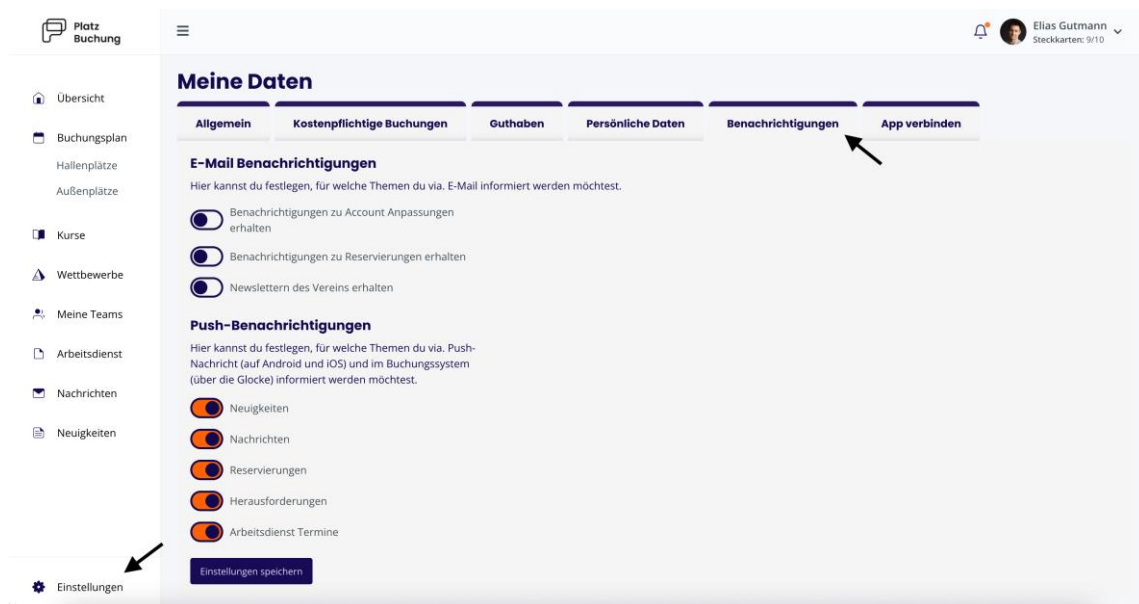 Platz
Buchung
Elias Gutmann
Steckkarten: 9/10
Übersicht
Buchungsplan
Hallenplätze
Außenplätze
Kurse
Wettbewerbe
Meine Teams
Arbeitsdienst
Nachrichten
Neuigkeiten
Einstellungen
Meine Daten
Allgemein
Kostenpflichtige Buchungen
Guthaben
Persönliche Daten
Benachrichtigungen
App verbinden
E-Mail Benachrichtigungen
Hier kannst du festlegen, für welche Themen du via. E-Mail informiert werden möchtest.
Benachrichtigungen zu Account Anpassungen
erhalten
Benachrichtigungen zu Reservierungen erhalten
Newslettern des Vereins erhalten
Push-Benachrichtigungen
Hier kannst du festlegen, für welche Themen du via. Push-
Nachricht (auf Android und iOS) und im Buchungssystem
(über die Glocke) informiert werden möchtest.
Neuigkeiten
Nachrichten
Reservierungen
Herausforderungen
Arbeitsdienst Termine
Einstellungen speichern